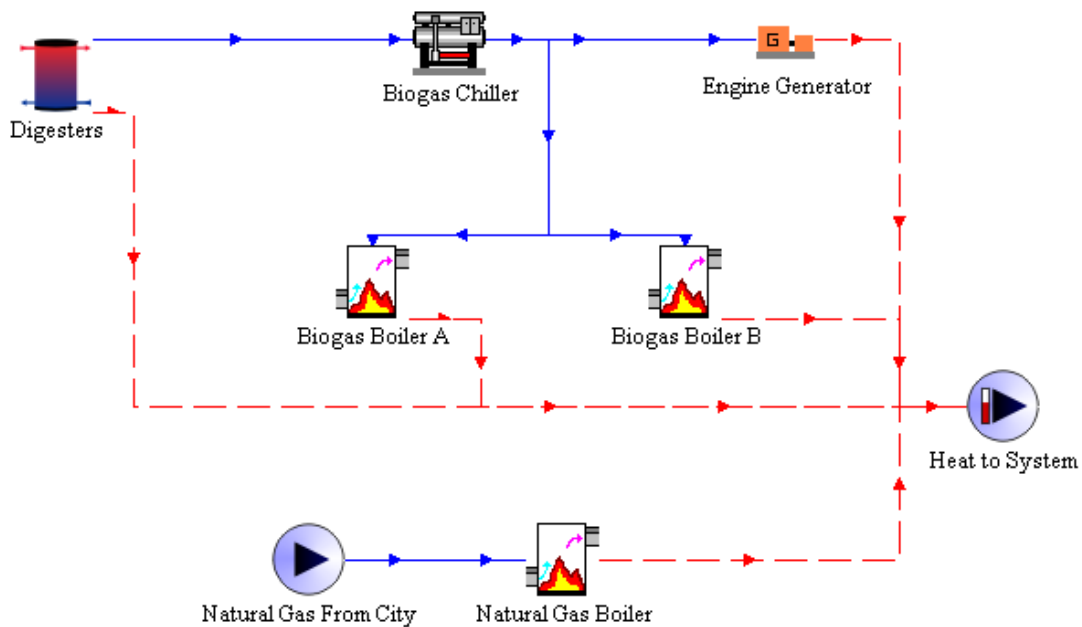 G
Biogas Chiller
Engine Generator
Digesters
Biogas Boiler A
Biogas Boiler B
Heat to System
Natural Gas From City
Natural Gas Boiler